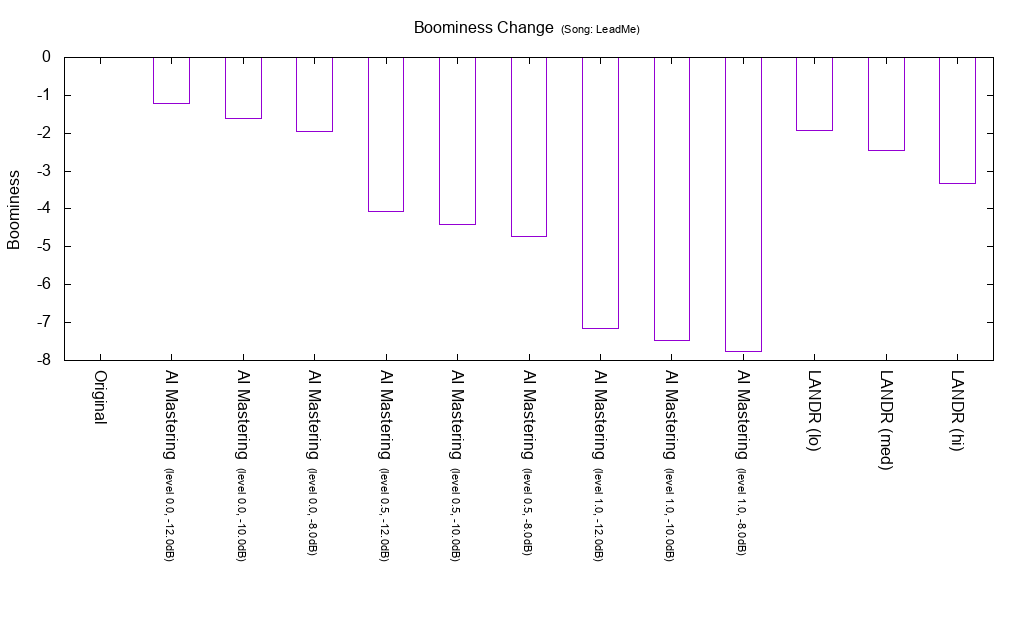 Boominess Change (Song: LeadMe)
Boominess
0
-1
-2
-3
-4
-5
-6
-7
-8
Original
AI Mastering (level 0.0, -12.0dB)
AI Mastering (level 0.0, -10.0dB)
AI Mastering (level 0.0, -8.0dB)
AI Mastering (level 0.5, -12.0dB)
AI Mastering (level 0.5, -10.0dB)
AI Mastering (level 0.5, -8.0dB)
AI Mastering (level 1.0, -12.0dB)
AI Mastering (level 1.0, -10.0dB)
AI Mastering (level 1.0, -8.0dB)
LANDR (lo)
LANDR (med)
LANDR (hi)